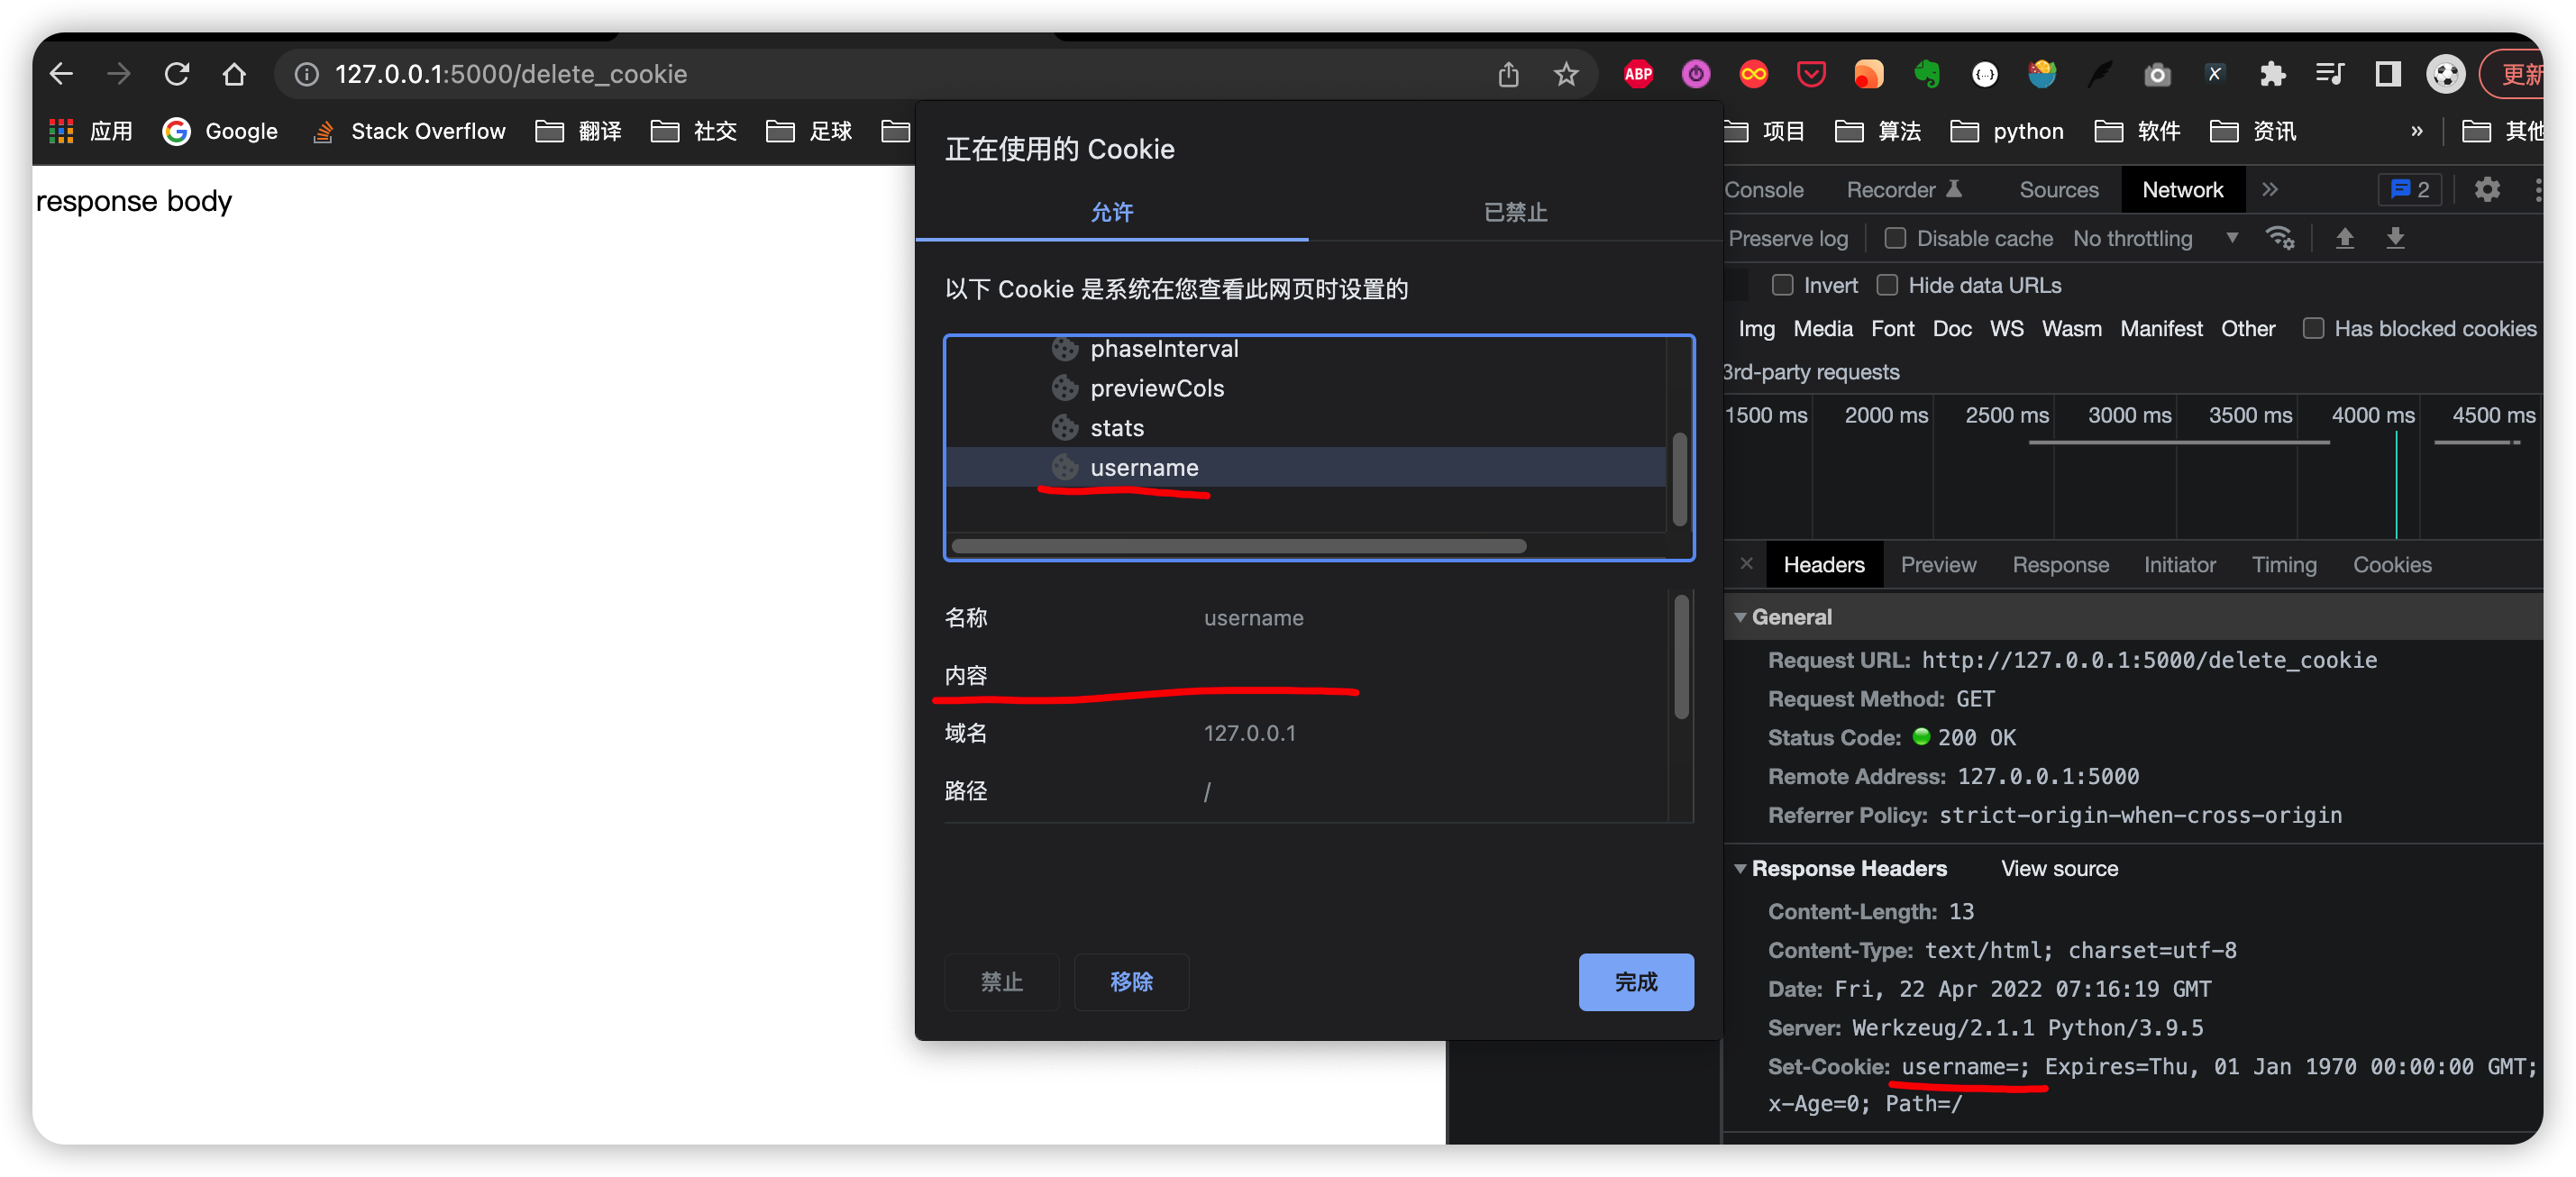 127.0.0.1:5000/delete_cookie
ABP
更新
应用 Google Stack Overflow 翻译 社交 足球 项目 算法 python 软件 资讯 » 其他
response body
正在使用的 Cookie
允许 已禁止
以下 Cookie 是系统在您查看此网页时设置的
phaseInterval
previewCols
stats
username
名称 username
内容
域名 127.0.0.1
路径 /
禁止 移除 完成
Console Recorder Sources Network » 2
Preserve log Disable cache No throttling
Invert Hide data URLs
Img Media Font Doc WS Wasm Manifest Other Has blocked cookies
3rd-party requests
1500 ms 2000 ms 2500 ms 3000 ms 3500 ms 4000 ms 4500 ms
× Headers Preview Response Initiator Timing Cookies
General
Request URL: http://127.0.0.1:5000/delete_cookie
Request Method: GET
Status Code: 200 OK
Remote Address: 127.0.0.1:5000
Referrer Policy: strict-origin-when-cross-origin
Response Headers View source
Content-Length: 13
Content-Type: text/html; charset=utf-8
Date: Fri, 22 Apr 2022 07:16:19 GMT
Server: Werkzeug/2.1.1 Python/3.9.5
Set-Cookie: username=; Expires=Thu, 01 Jan 1970 00:00:00 GMT;
x-Age=0; Path=/